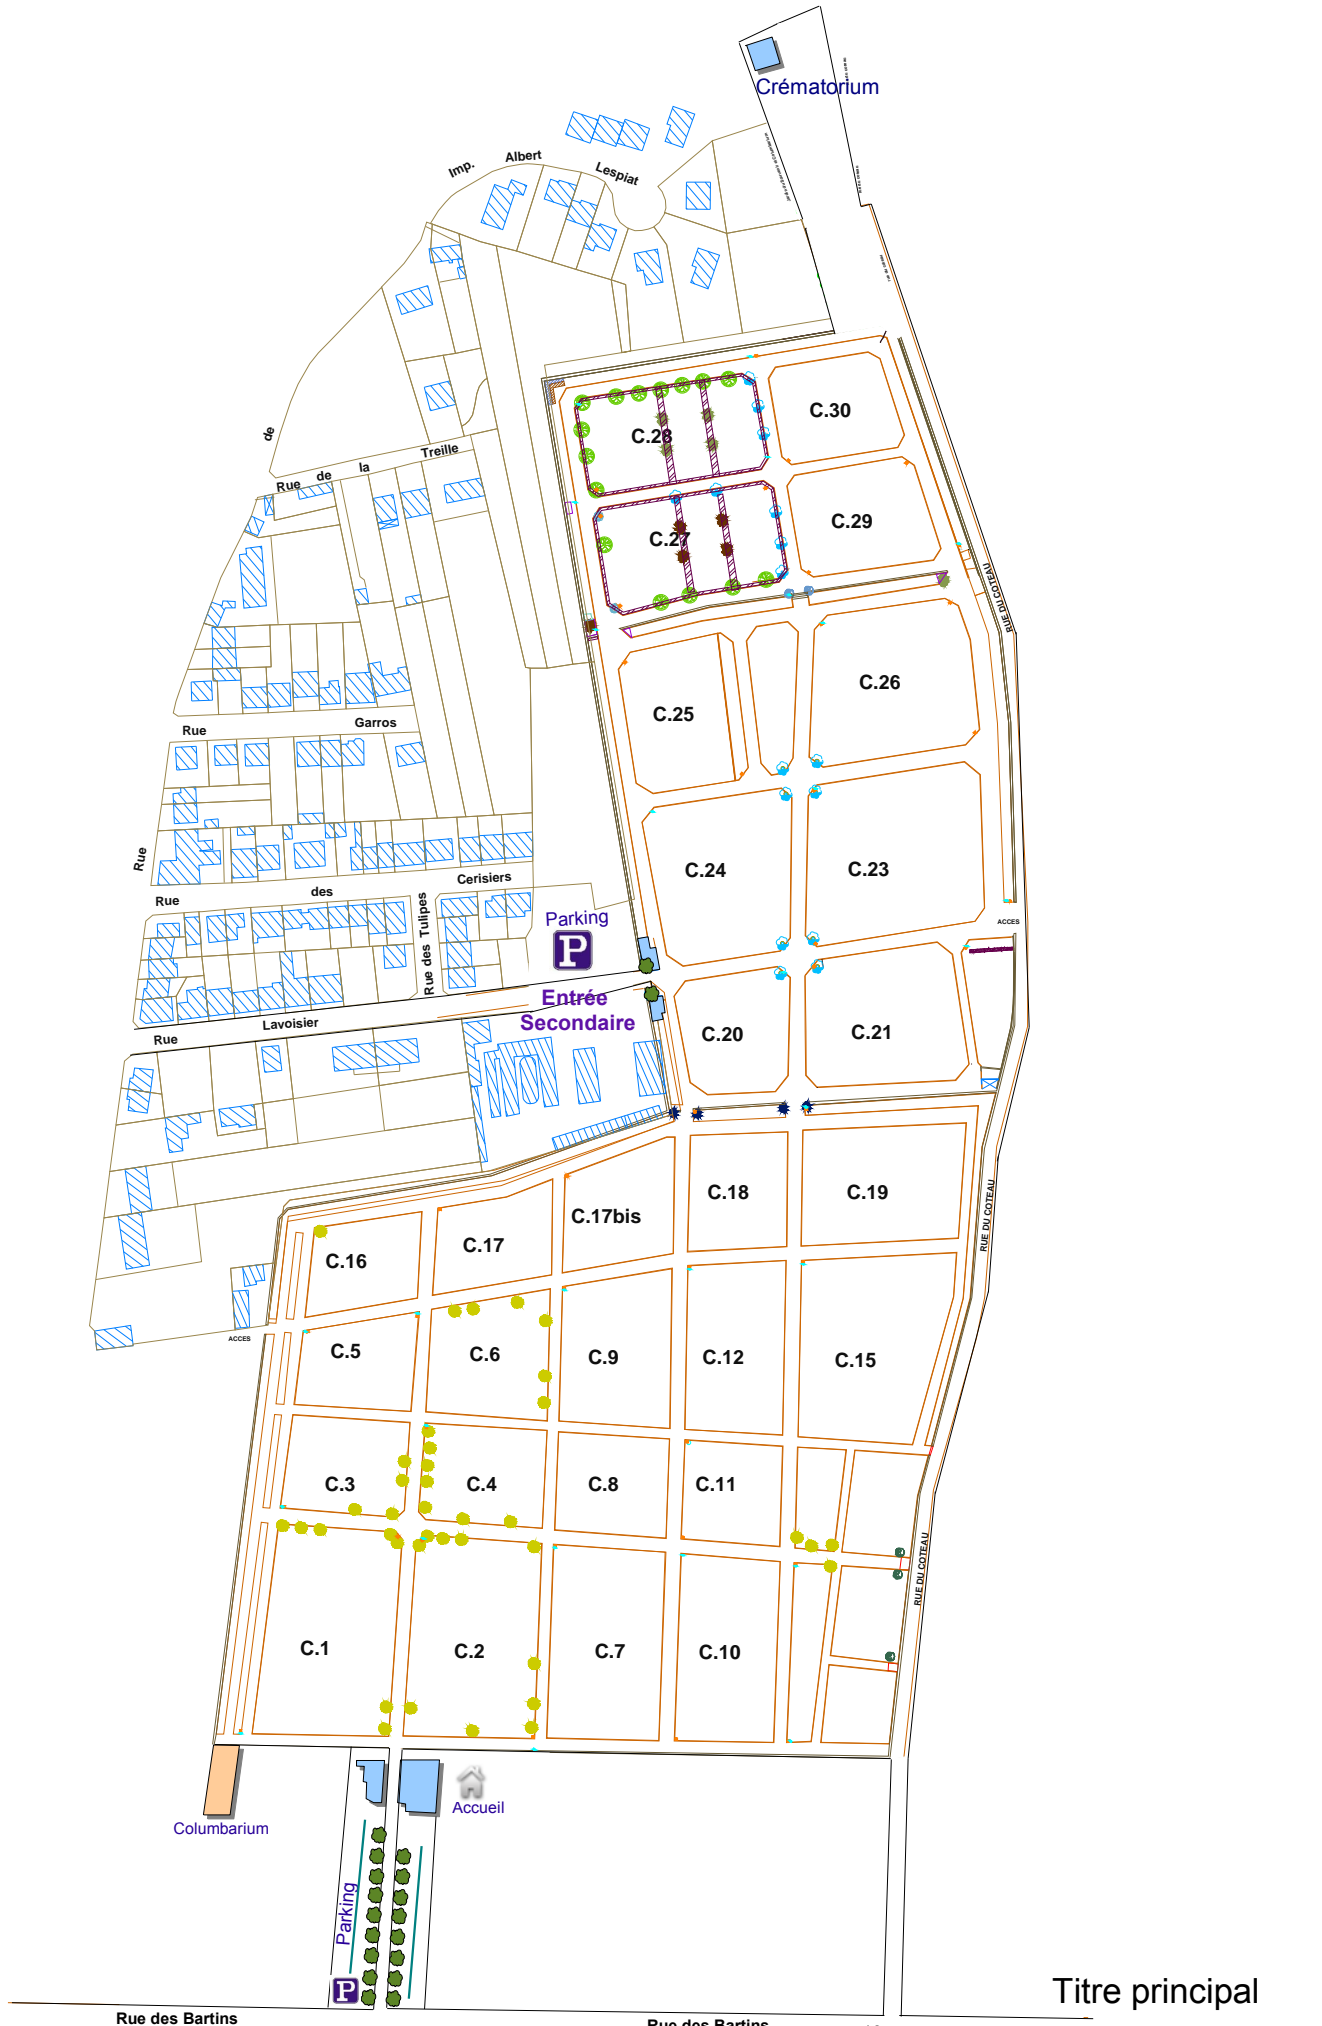 Crématorium
Imp. Albert Lespiat
de
Rue de la Treille
C.30
C.28
C.29
C.27
RUE DU COTEAU
C.26
C.25
Rue Garros
C.24
C.23
Rue
Rue des Cerisiers
Rue des Tulipes
ACCES
Parking
P
Entrée
Secondaire
Rue Lavoisier
C.20
C.21
C.18
C.19
RUE DU COTEAU
C.17bis
C.17
C.16
ACCES
C.5
C.6
C.9
C.12
C.15
C.3
C.4
C.8
C.11
RUE DU COTEAU
C.1
C.2
C.7
C.10
Accueil
Columbarium
Parking
P
Titre principal
Rue des Bartins
Rue des Bartins